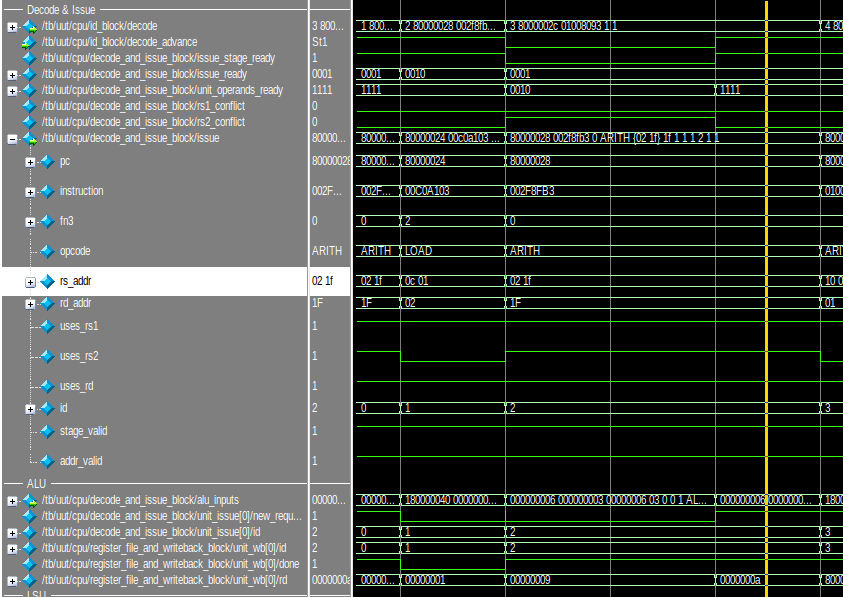 Decode & Issue
/tb/uut/cpu/id_block/decode 3 800... 1 800... 2 80000028 002f8fb... 3 8000002c 01008093 1 1 4 80
/tb/uut/cpu/id_block/decode_advance St1
/tb/uut/cpu/decode_and_issue_block/issue_stage_ready 1
/tb/uut/cpu/decode_and_issue_block/issue_ready 0001 0001 0010 0001
/tb/uut/cpu/decode_and_issue_block/unit_operands_ready 1111 1111 0010 1111
/tb/uut/cpu/decode_and_issue_block/rs1_conflict 0
/tb/uut/cpu/decode_and_issue_block/rs2_conflict 0
/tb/uut/cpu/decode_and_issue_block/issue 80000... 80000... 80000024 00c0a103 ... 80000028 002f8fb3 0 ARITH {02 1f} 1f 1 1 1 2 1 1 8000
pc 80000028 80000... 80000024 80000028 8000
instruction 002F... 002F... 00C0A103 002F8FB3 0100
fn3 0 0 2 0
opcode ARITH ARITH LOAD ARITH ARI
rs_addr 02 1f 02 1f 0c 01 02 1f 10 0
rd_addr 1F 1F 02 1F 01
uses_rs1 1
uses_rs2 1
uses_rd 1
id 2 0 1 2 3
stage_valid 1
addr_valid 1
ALU
/tb/uut/cpu/decode_and_issue_block/alu_inputs 00000... 00000... 18000040 0000000... 000000006 000000003 00000006 03 0 0 1 AL... 000000006 0000000... 1800
/tb/uut/cpu/decode_and_issue_block/unit_issue[0]/new_requ... 1
/tb/uut/cpu/decode_and_issue_block/unit_issue[0]/id 2 0 1 2 3
/tb/uut/cpu/register_file_and_writeback_block/unit_wb[0]/id 2 0 1 2 3
/tb/uut/cpu/register_file_and_writeback_block/unit_wb[0]/done 1
/tb/uut/cpu/register_file_and_writeback_block/unit_wb[0]/rd 0000000a 00000... 00000001 00000009 0000000a 8000
LSU